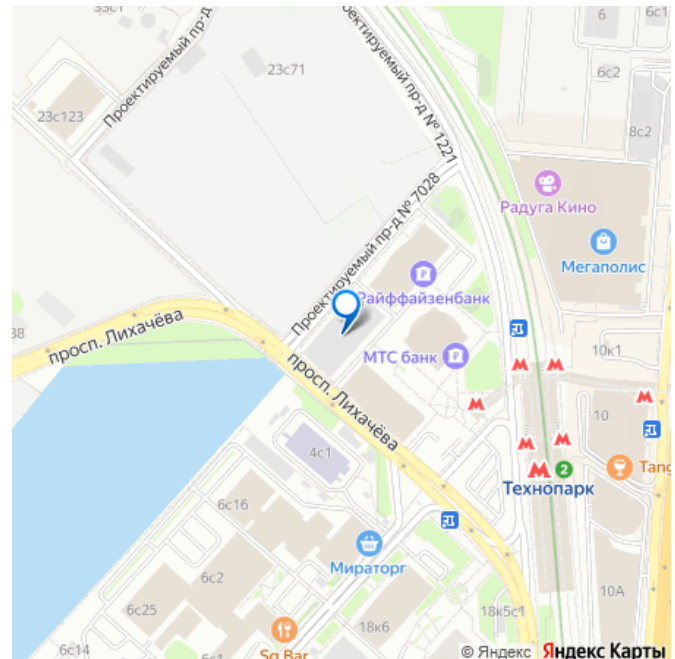 33с1
6
6с1
Проектируемый пр-д
Проектируемый пр-д № 1221
23с71
6с2
23с123
8с2
Проектируемый пр-д № 7028
Радуга Кино
Мегаполис
Райффайзенбанк
38
просп. Лихачёва
МТС банк
10к1
просп. Лихачёва
10
4с1
2
Tang
Технопарк
6с16
Мираторг
6с2
10А
6с25
18к5с1
18к6
6с14
6с1
Sq Bar
© Яндекс Яндекс Карты